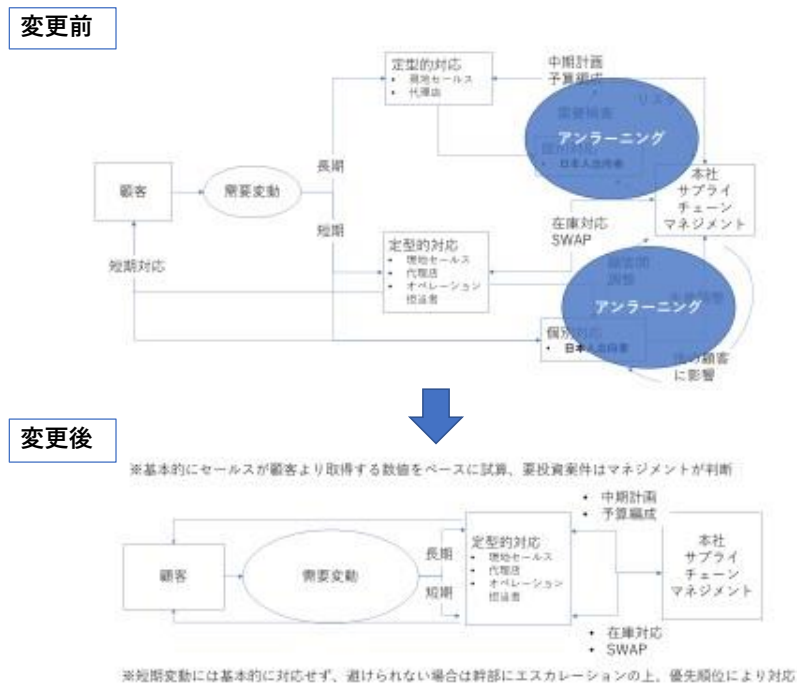 変更前
定型的対応
• 現地セールス
• 代理店
中期計画
予算編成
リスク
需要検査
アンラーニング
個別対応
• 日本人出向者
長期
顧客
需要変動
本社
サプライ
チェーン
マネジメント
短期
在庫対応
SWAP
定型的対応
• 現地セールス
• 代理店
• オペレーション
担当者
短期対応
調整
アンラーニング
個別対応
• 日本人出向者
他の顧客
に影響
変更後
※基本的にセールスが顧客より取得する数値をベースに試算、要投資案件はマネジメントが判断
• 中期計画
• 予算編成
定型的対応
• 現地セールス
• 代理店
• オペレーション
担当者
長期
顧客
需要変動
短期
本社
サプライ
チェーン
マネジメント
• 在庫対応
• SWAP
※短期変動には基本的に対応せず、避けられない場合は幹部にエスカレーションの上、優先順位により対応